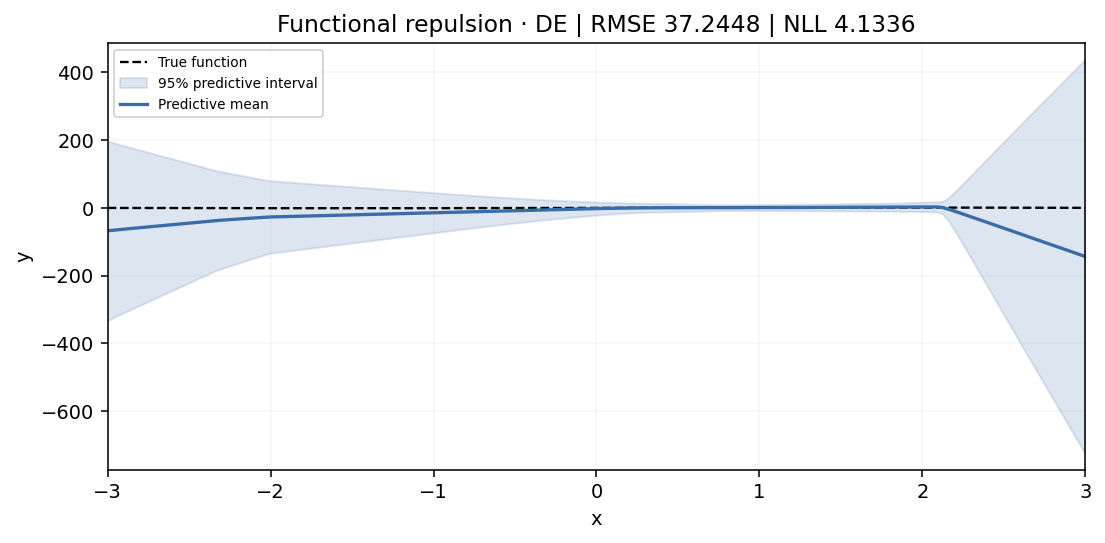 Functional repulsion · DE | RMSE 37.2448 | NLL 4.1336
True function
95% predictive interval
Predictive mean
400
200
0
−200
−400
−600
y
−3
−2
−1
0
1
2
3
x